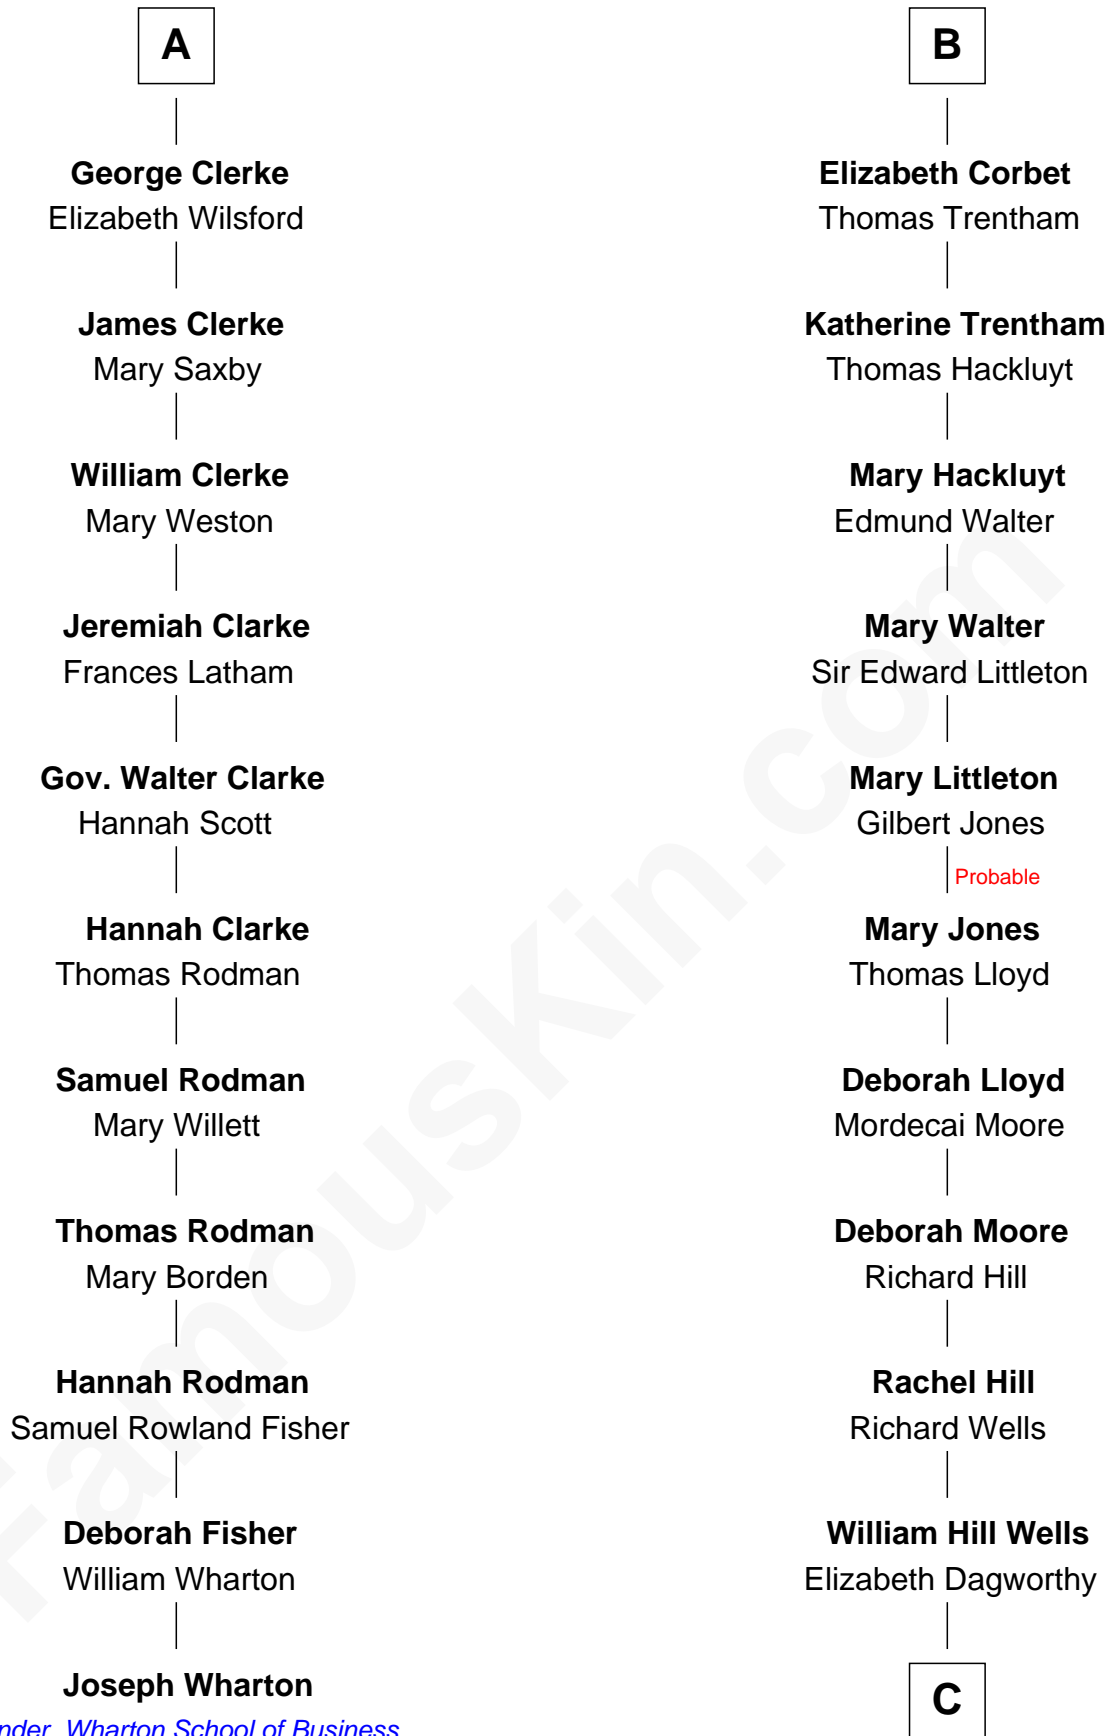 A
George Clerke
Elizabeth Wilsford
James Clerke
Mary Saxby
William Clerke
Mary Weston
Jeremiah Clarke
Frances Latham
Gov. Walter Clarke
Hannah Scott
Hannah Clarke
Thomas Rodman
Samuel Rodman
Mary Willett
Thomas Rodman
Mary Borden
Hannah Rodman
Samuel Rowland Fisher
Deborah Fisher
William Wharton
Joseph Wharton
Wharton School of Business
B
Elizabeth Corbet
Thomas Trentham
Katherine Trentham
Thomas Hackluyt
Mary Hackluyt
Edmund Walter
Mary Walter
Sir Edward Littleton
Mary Littleton
Gilbert Jones
Probable
Mary Jones
Thomas Lloyd
Deborah Lloyd
Mordecai Moore
Deborah Moore
Richard Hill
Rachel Hill
Richard Wells
William Hill Wells
Elizabeth Dagworthy
C
FamousKin.com